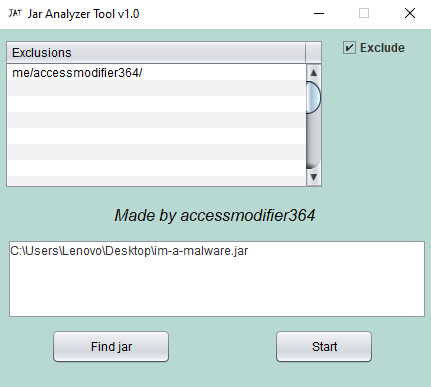 JAT Jar Analyzer Tool v1.0
Exclusions
Exclude
me/accessmodifier364/
Made by accessmodifier364
C:\Users\Lenovo\Desktop\im-a-malware.jar
Find jar
Start